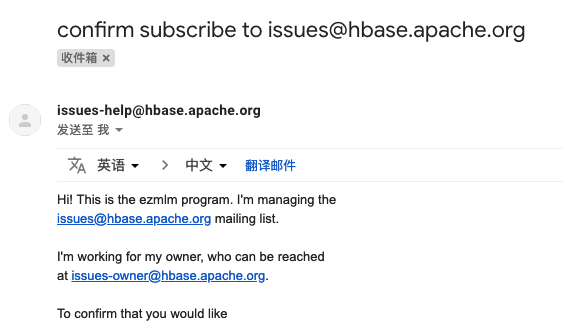 confirm subscribe to issues@hbase.apache.org
收件箱 ×
issues-help@hbase.apache.org
发送至 我
英语 > 中文 翻译邮件
Hi! This is the ezmlm program. I'm managing the
issues@hbase.apache.org mailing list.
I'm working for my owner, who can be reached
at issues-owner@hbase.apache.org.
To confirm that you would like